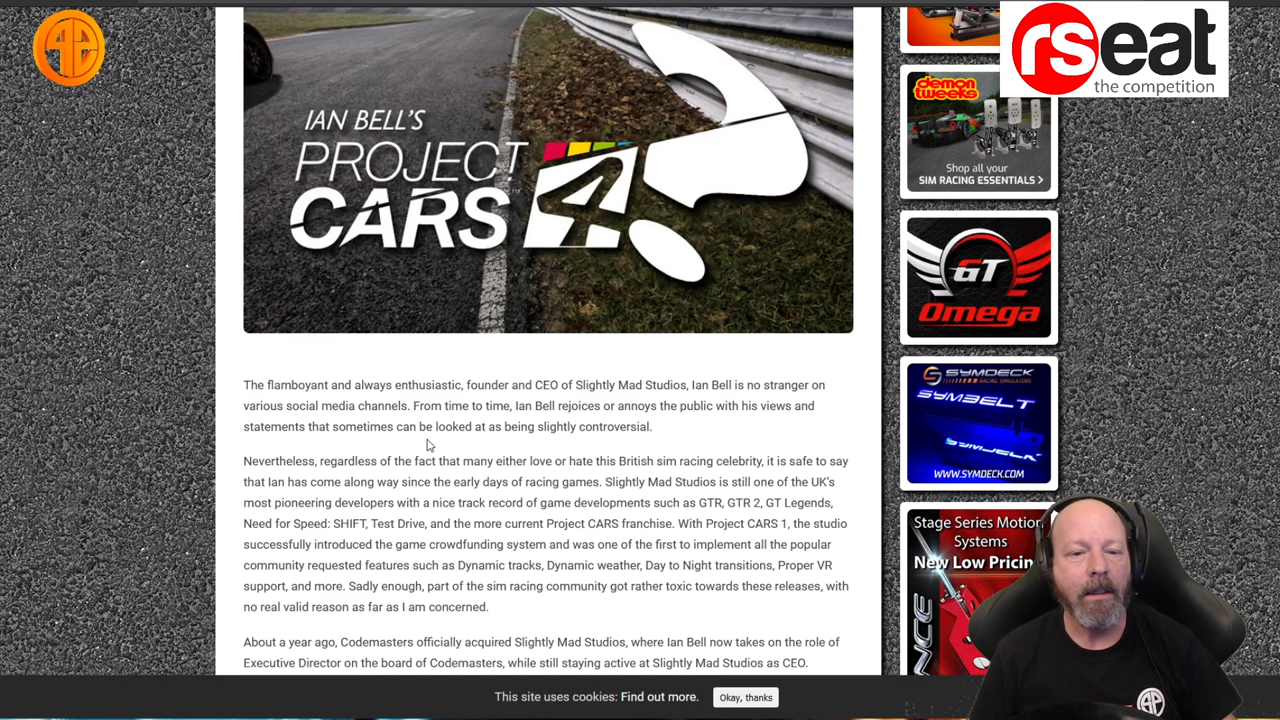 rseat
the competition
demon
tweeks
Shop all your
SIM RACING ESSENTIALS >
IAN BELL'S
PROJECT
CARS 4
GT
Omega
SYMDECK
RACING SIMULATORS
SYMBELT
SYMDECK
WWW.SYMDECK.COM
The flamboyant and always enthusiastic, founder and CEO of Slightly Mad Studios, Ian Bell is no stranger on
various social media channels. From time to time, Ian Bell rejoices or annoys the public with his views and
statements that sometimes can be looked at as being slightly controversial.
Nevertheless, regardless of the fact that many either love or hate this British sim racing celebrity, it is safe to say
that Ian has come along way since the early days of racing games. Slightly Mad Studios is still one of the UK's
most pioneering developers with a nice track record of game developments such as GTR, GTR 2, GT Legends,
Need for Speed: SHIFT, Test Drive, and the more current Project CARS franchise. With Project CARS 1, the studio
successfully introduced the game crowdfunding system and was one of the first to implement all the popular
community requested features such as Dynamic tracks, Dynamic weather, Day to Night transitions, Proper VR
support, and more. Sadly enough, part of the sim racing community got rather toxic towards these releases, with
no real valid reason as far as I am concerned.
About a year ago, Codemasters officially acquired Slightly Mad Studios, where Ian Bell now takes on the role of
Executive Director on the board of Codemasters, while still staying active at Slightly Mad Studios as CEO.
Stage Series Motion
Systems
New Low Pricin
This site uses cookies: Find out more.
Okay, thanks